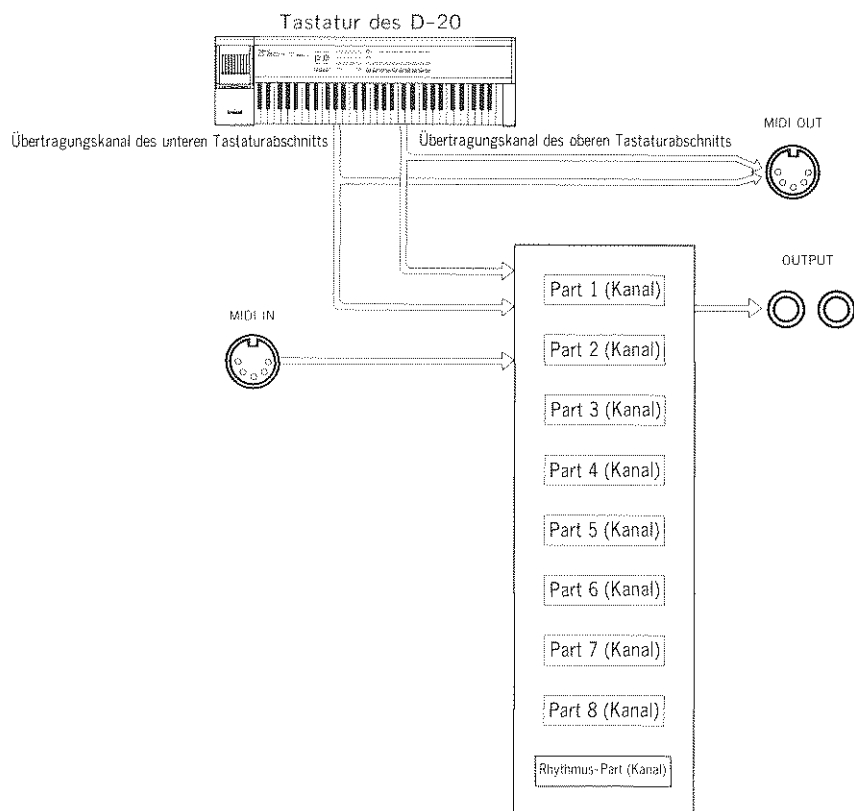 Tastatur des D-20
Übertragungskanal des unteren Tastaturabschnitts
Übertragungskanal des oberen Tastaturabschnitts
MIDI OUT
OUTPUT
MIDI IN
Part 1 (Kanal)
Part 2 (Kanal)
Part 3 (Kanal)
Part 4 (Kanal)
Part 5 (Kanal)
Part 6 (Kanal)
Part 7 (Kanal)
Part 8 (Kanal)
Rhythmus-Part (Kanal)